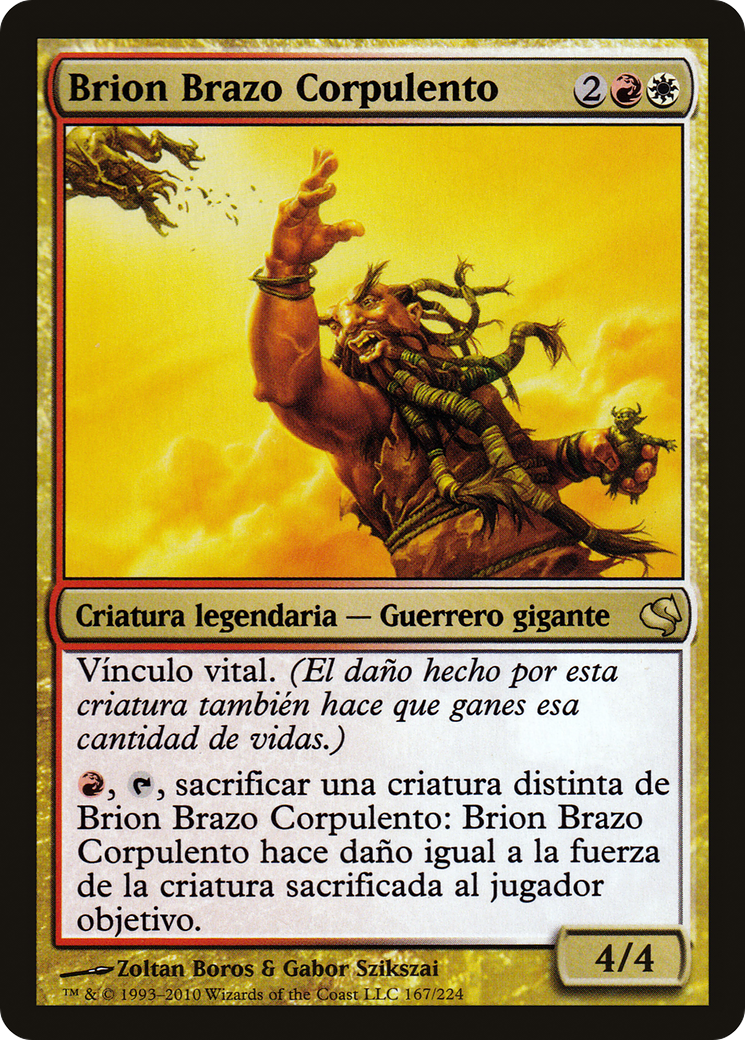 Brion Brazo Corpulento 2
Criatura legendaria — Guerrero gigante
Vínculo vital. (El daño hecho por esta
criatura también hace que ganes esa
cantidad de vidas.)
, , sacrificar una criatura distinta de
Brion Brazo Corpulento: Brion Brazo
Corpulento hace daño igual a la fuerza
de la criatura sacrificada al jugador
objetivo.
4/4
Zoltan Boros & Gabor Szikszai
™ & © 1993–2010 Wizards of the Coast LLC 167/224